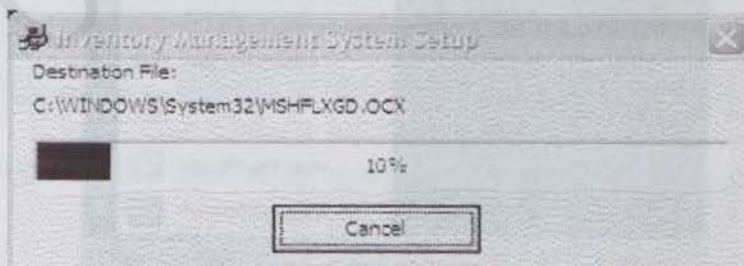 Inventory Management System Setup
Destination File:
C:\WINDOWS\System32\MSHFLXGD.OCX
10%
Cancel